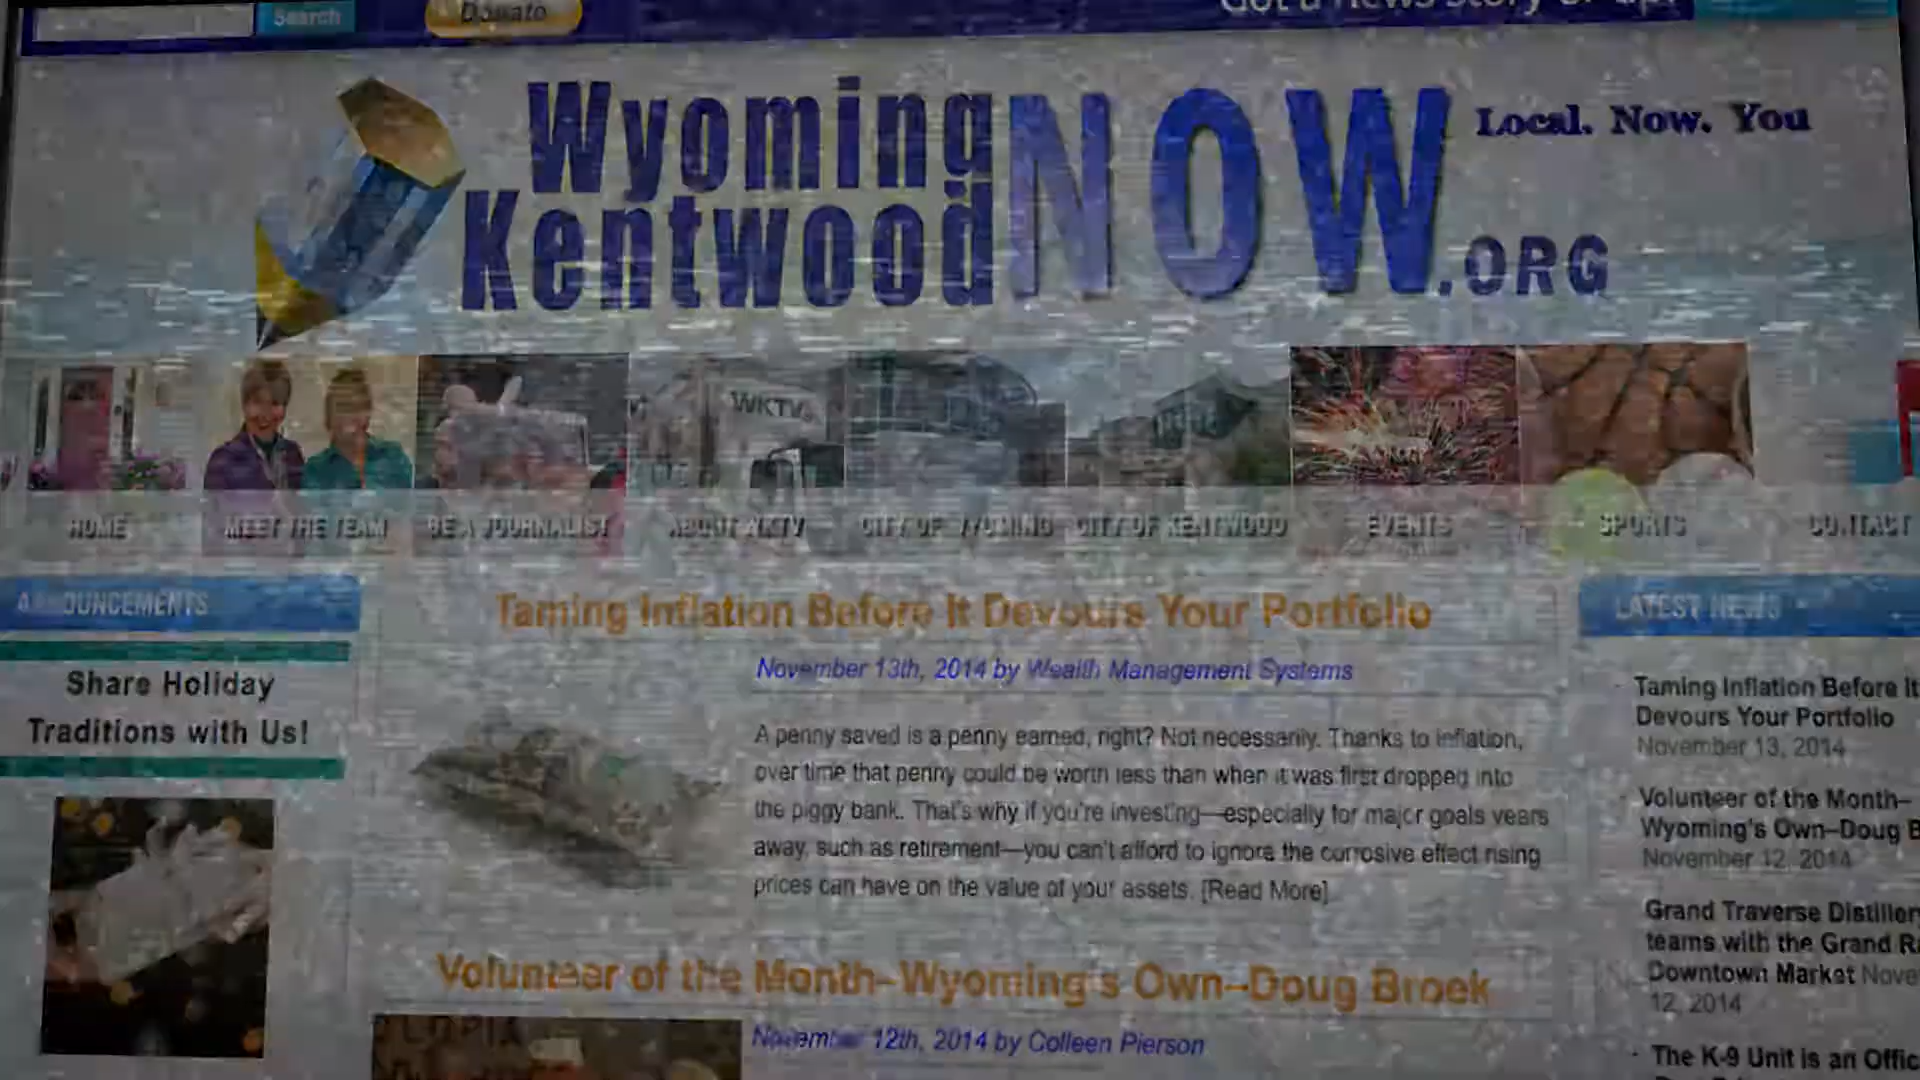 Search
Donate
Got a news story or
Wyoming
Kentwood
NOW
.ORG
Local. Now. You
WKTV
HOME
MEET THE TEAM
BE A JOURNALIST
ABOUT WKTV
CITY OF WYOMING
CITY OF KENTWOOD
EVENTS
SPORTS
CONTACT
ANNOUNCEMENTS
Share Holiday
Traditions with Us!
Taming Inflation Before It Devours Your Portfolio
November 13th, 2014 by Wealth Management Systems
A penny saved is a penny earned, right? Not necessarily. Thanks to inflation,
over time that penny could be worth less than when it was first dropped into
the piggy bank. That's why if you're investing—especially for major goals years
away, such as retirement—you can't afford to ignore the corrosive effect rising
prices can have on the value of your assets. [Read More]
Volunteer of the Month–Wyoming's Own–Doug Broek
November 12th, 2014 by Colleen Pierson
LATEST NEWS
Taming Inflation Before It
Devours Your Portfolio
November 13, 2014
Volunteer of the Month–
Wyoming's Own–Doug B
November 12, 2014
Grand Traverse Distiller
teams with the Grand Ra
Downtown Market Nove
12, 2014
The K-9 Unit is an Offic